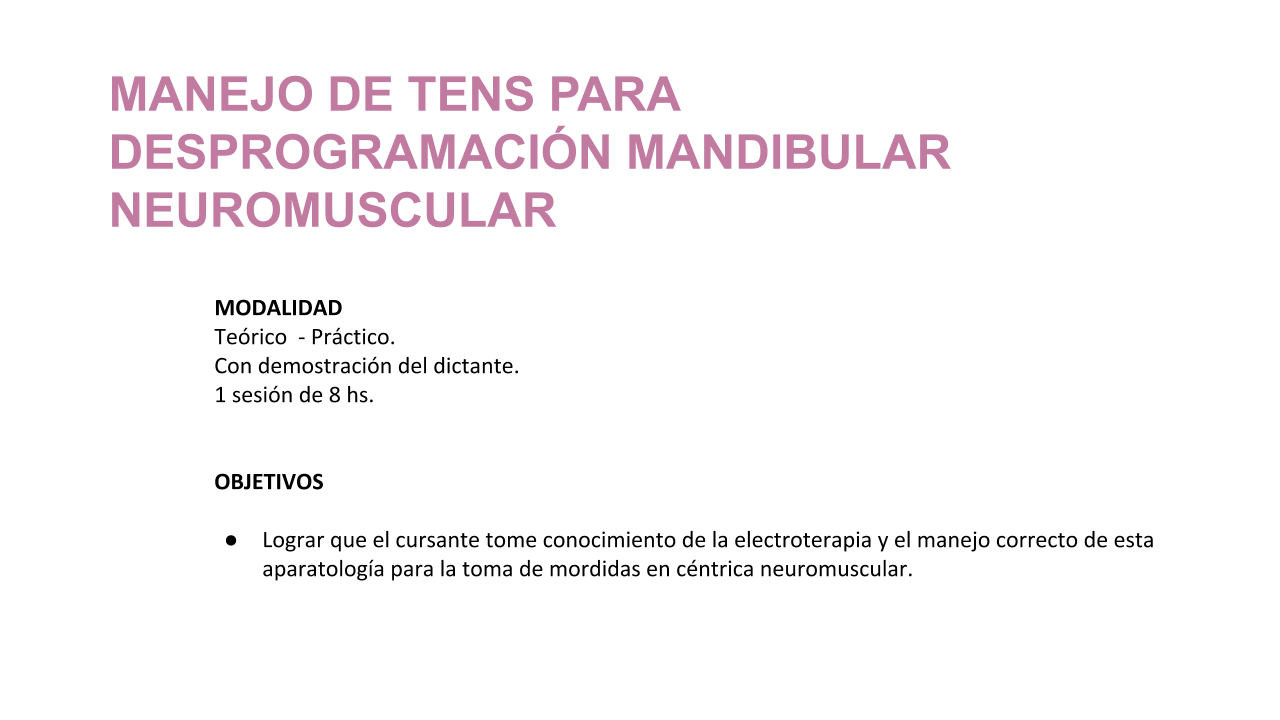 MANEJO DE TENS PARA
DESPROGRAMACIÓN MANDIBULAR
NEUROMUSCULAR
MODALIDAD
Teórico  - Práctico.
Con demostración del dictante.
1 sesión de 8 hs.
OBJETIVOS
● Lograr que el cursante tome conocimiento de la electroterapia y el manejo correcto de esta
aparatología para la toma de mordidas en céntrica neuromuscular.